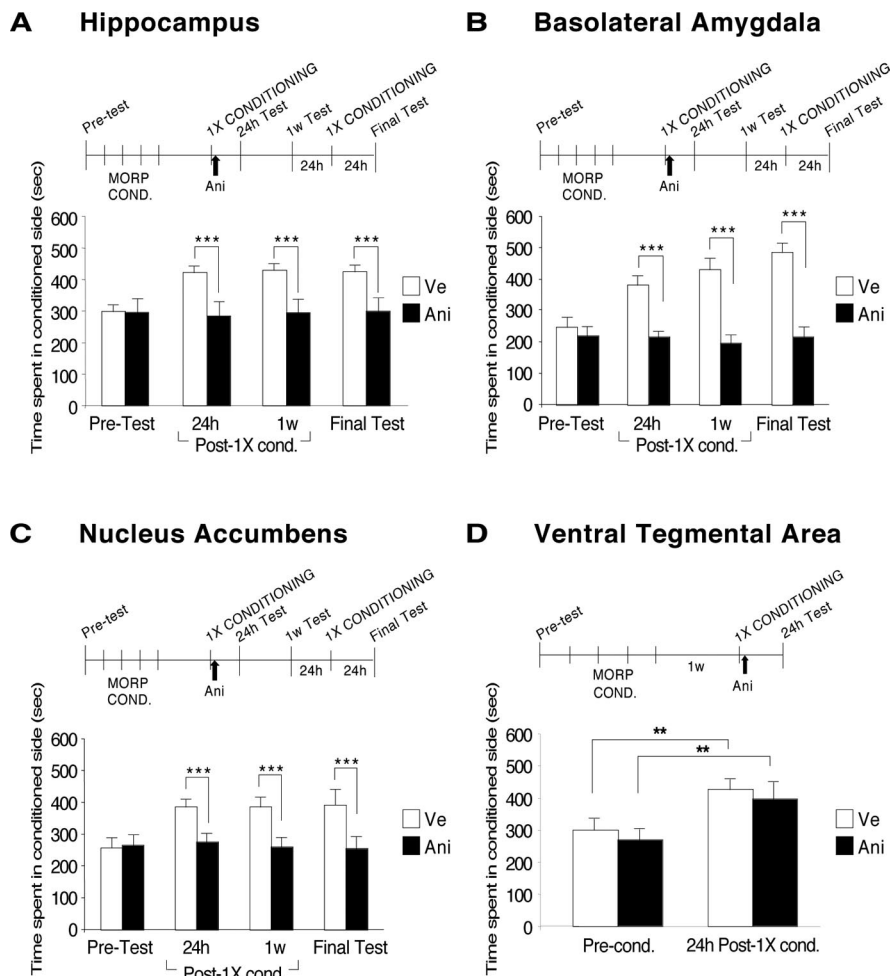 A Hippocampus
Pre-test
1X CONDITIONING
24h Test
1w Test
1X CONDITIONING
Final Test
MORP
COND.
Ani
24h 24h
Time spent in conditioned side (sec)
600
500
400
300
200
100
0
*** *** ***
Ve
Ani
Pre-Test 24h 1w Final Test
Post-1X cond.
B Basolateral Amygdala
Pre-test
1X CONDITIONING
24h Test
1w Test
1X CONDITIONING
Final Test
MORP
COND.
Ani
24h 24h
Time spent in conditioned side (sec)
600
500
400
300
200
100
0
*** *** ***
Ve
Ani
Pre-Test 24h 1w Final Test
Post-1X cond.
C Nucleus Accumbens
Pre-test
1X CONDITIONING
24h Test
1w Test
1X CONDITIONING
Final Test
MORP
COND.
Ani
24h 24h
Time spent in conditioned side (sec)
600
500
400
300
200
100
0
*** *** ***
Ve
Ani
Pre-Test 24h 1w Final Test
Post-1X cond.
D Ventral Tegmental Area
Pre-test
1X CONDITIONING
24h Test
MORP
COND.
1w
Ani
Time spent in conditioned side (sec)
600
500
400
300
200
100
0
**
**
Ve
Ani
Pre-cond. 24h Post-1X cond.